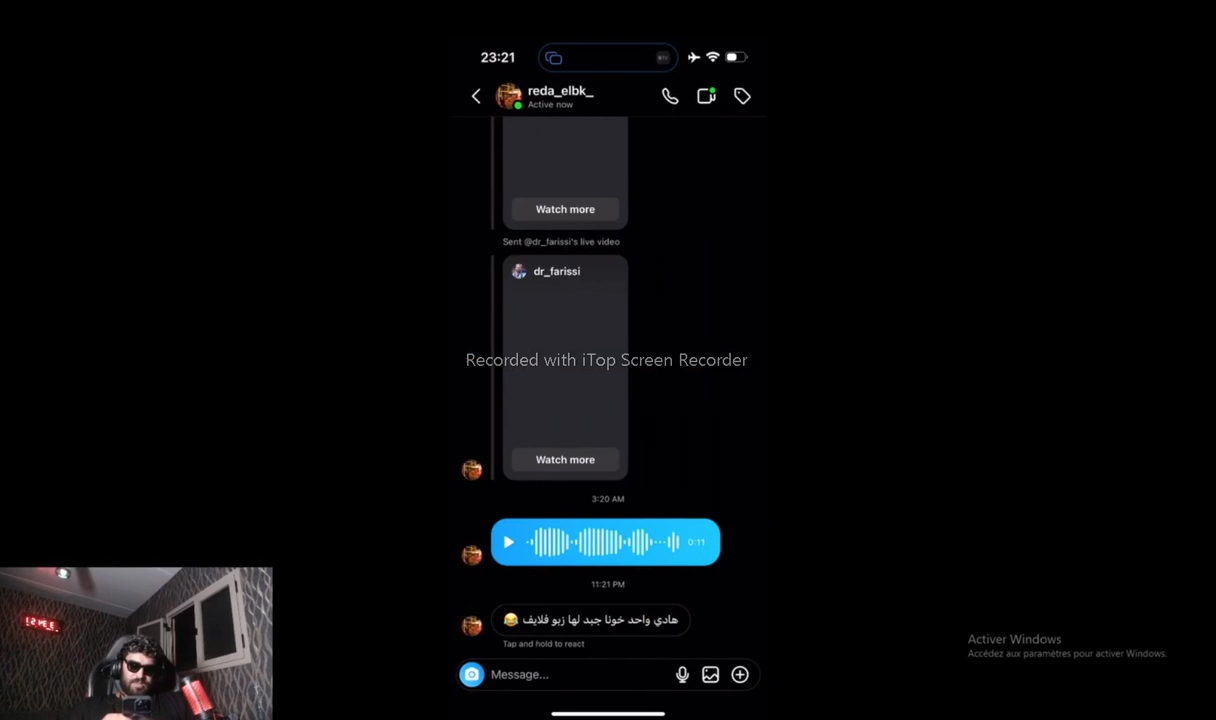 23:21
reda_elbk_
Active now
Watch more
Sent @dr_farissi's live video
dr_farissi
Recorded with iTop Screen Recorder
Watch more
3:20 AM
0:11
11:21 PM
هادي واحد خونا جبد لها زبو فلايف 😂
Tap and hold to react
Message...
Activer Windows
Accédez aux paramètres pour activer Windows.